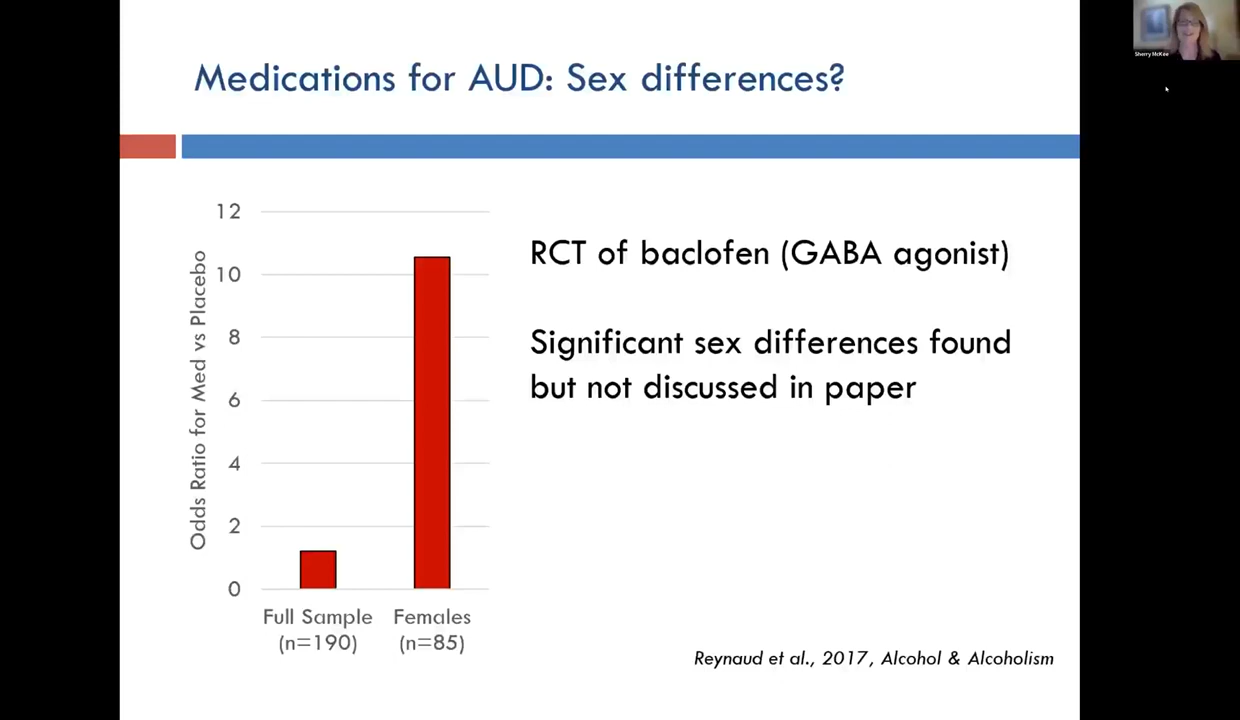 Medications for AUD: Sex differences?
Sherry McKee
Odds Ratio for Med vs Placebo
12
10
8
6
4
2
0
Full Sample
(n=190)
Females
(n=85)
RCT of baclofen (GABA agonist)
Significant sex differences found
but not discussed in paper
Reynaud et al., 2017, Alcohol & Alcoholism